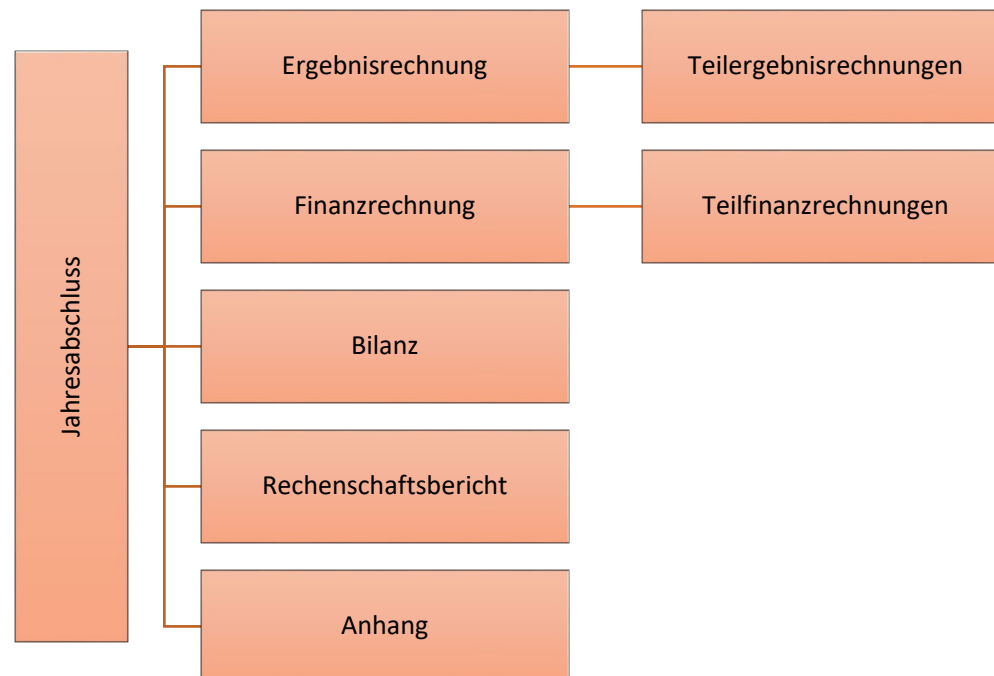 Jahresabschluss
Ergebnisrechnung
Teilergebnisrechnungen
Finanzrechnung
Teilfinanzrechnungen
Bilanz
Rechenschaftsbericht
Anhang